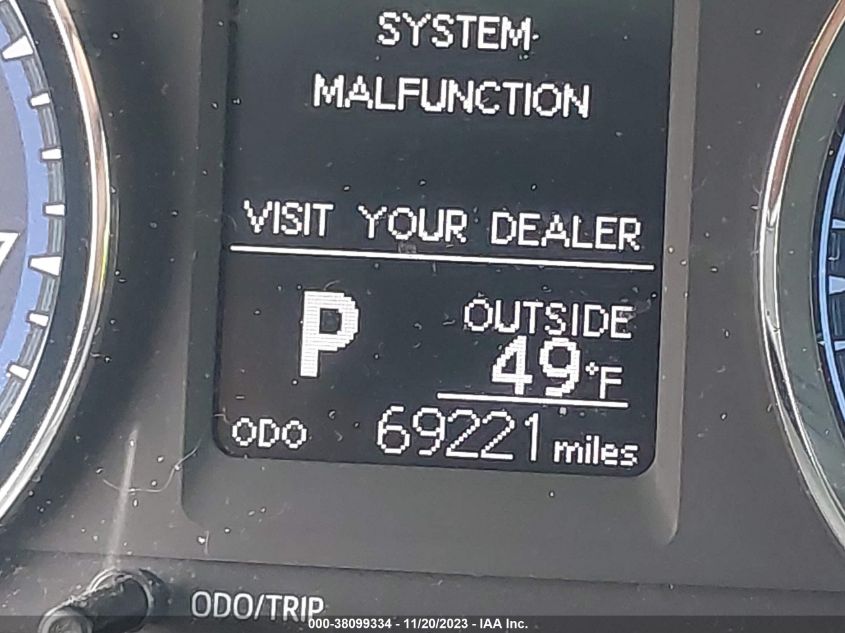 SYSTEM
MALFUNCTION
VISIT YOUR DEALER
P
OUTSIDE
49°F
ODO 69221 miles
ODO/TRIP
000-38099334 - 11/20/2023 - IAA Inc.